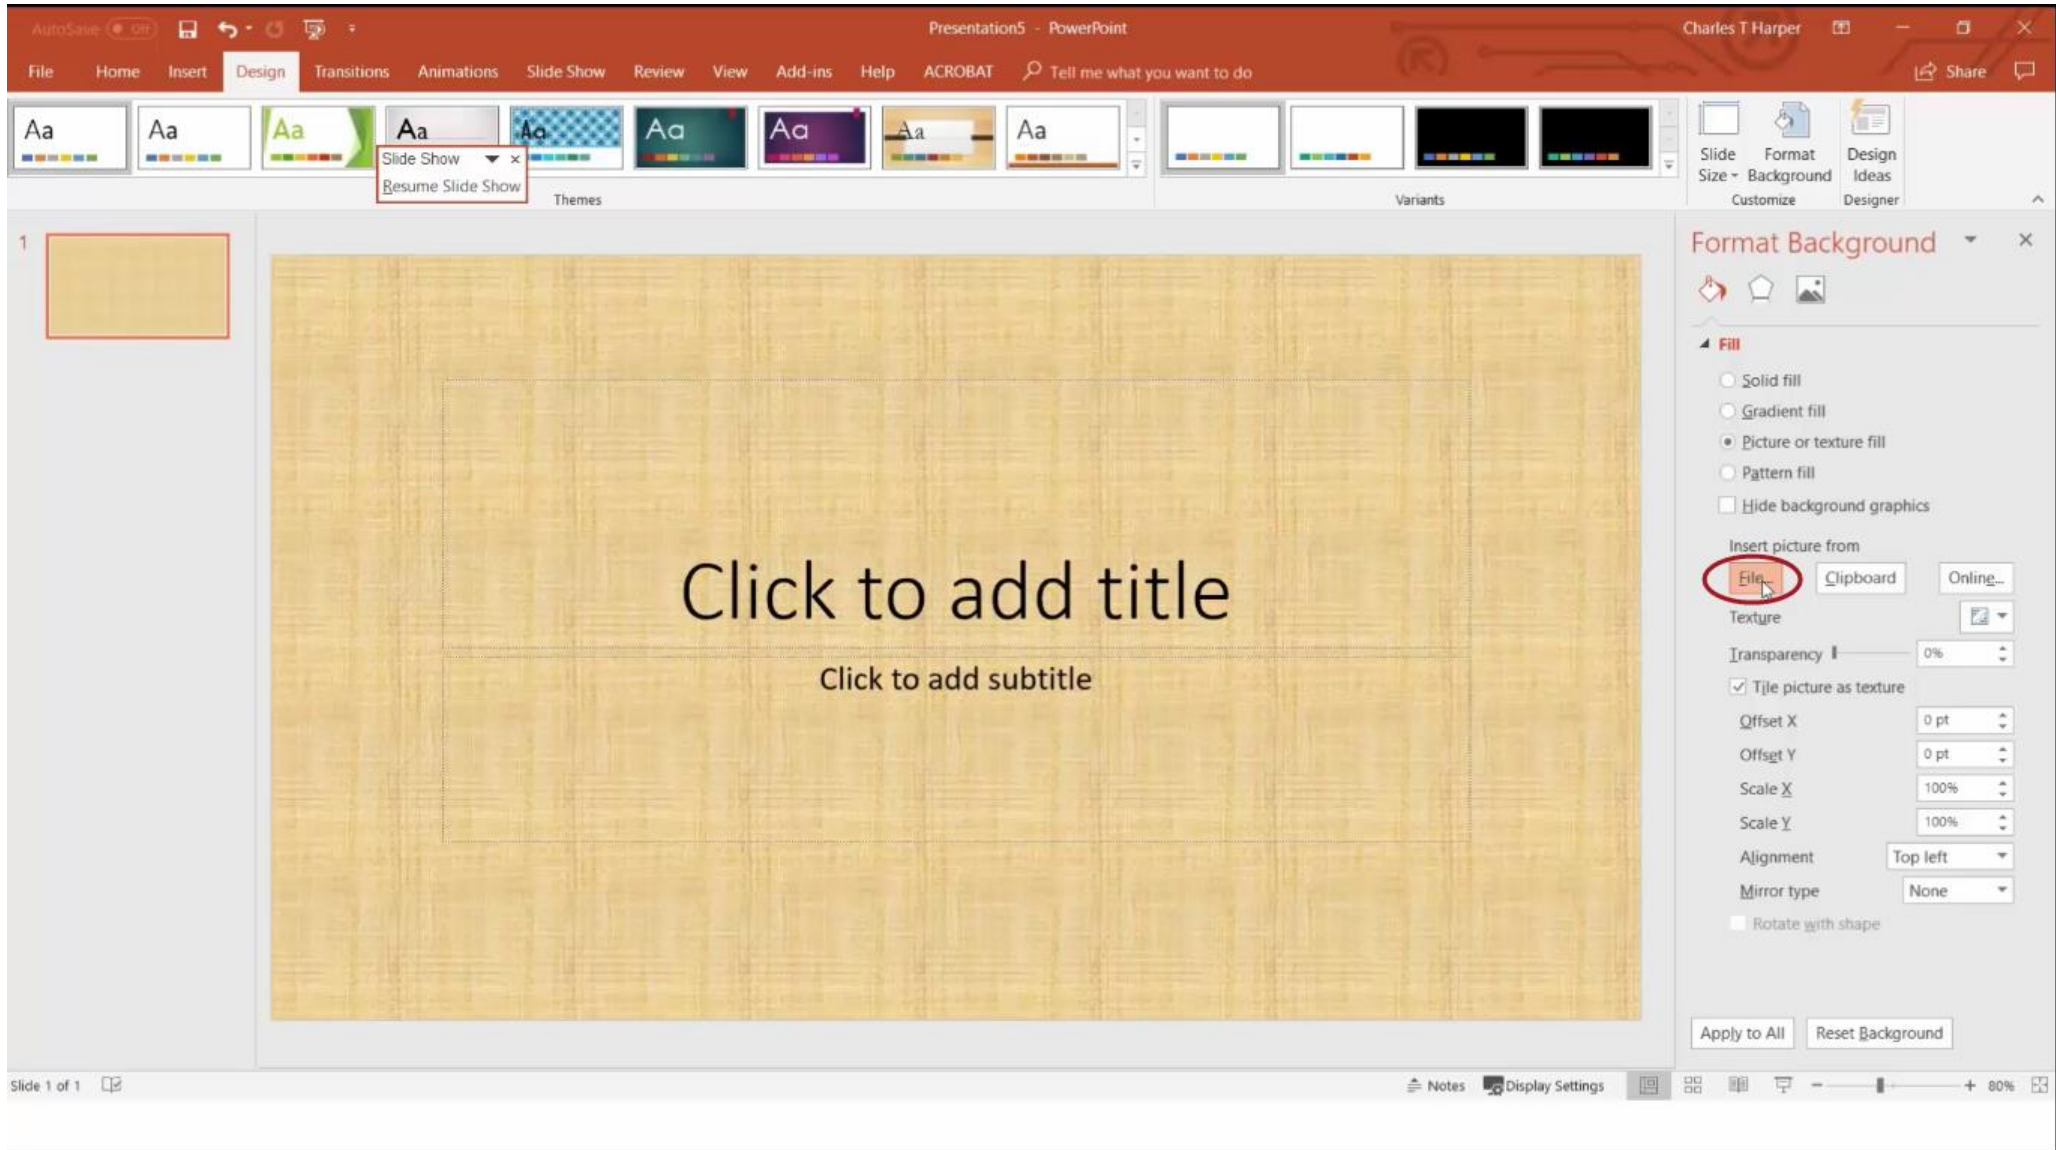 AutoSave Off
Presentation5 - PowerPoint
Charles T Harper
File Home Insert Design Transitions Animations Slide Show Review View Add-ins Help ACROBAT Tell me what you want to do
Share
Aa Aa Aa Aa Aa Aa Aa Aa Aa
Slide Show
Resume Slide Show
Slide Size
Format Background
Design Ideas
Themes
Variants
Customize
Designer
1
Format Background
Fill
Solid fill
Gradient fill
Picture or texture fill
Pattern fill
Hide background graphics
Insert picture from
File... Clipboard Online...
Texture
Transparency 0%
Tile picture as texture
Offset X 0 pt
Offset Y 0 pt
Scale X 100%
Scale Y 100%
Alignment Top left
Mirror type None
Rotate with shape
Apply to All Reset Background
Click to add title
Click to add subtitle
Slide 1 of 1
Notes Display Settings
80%